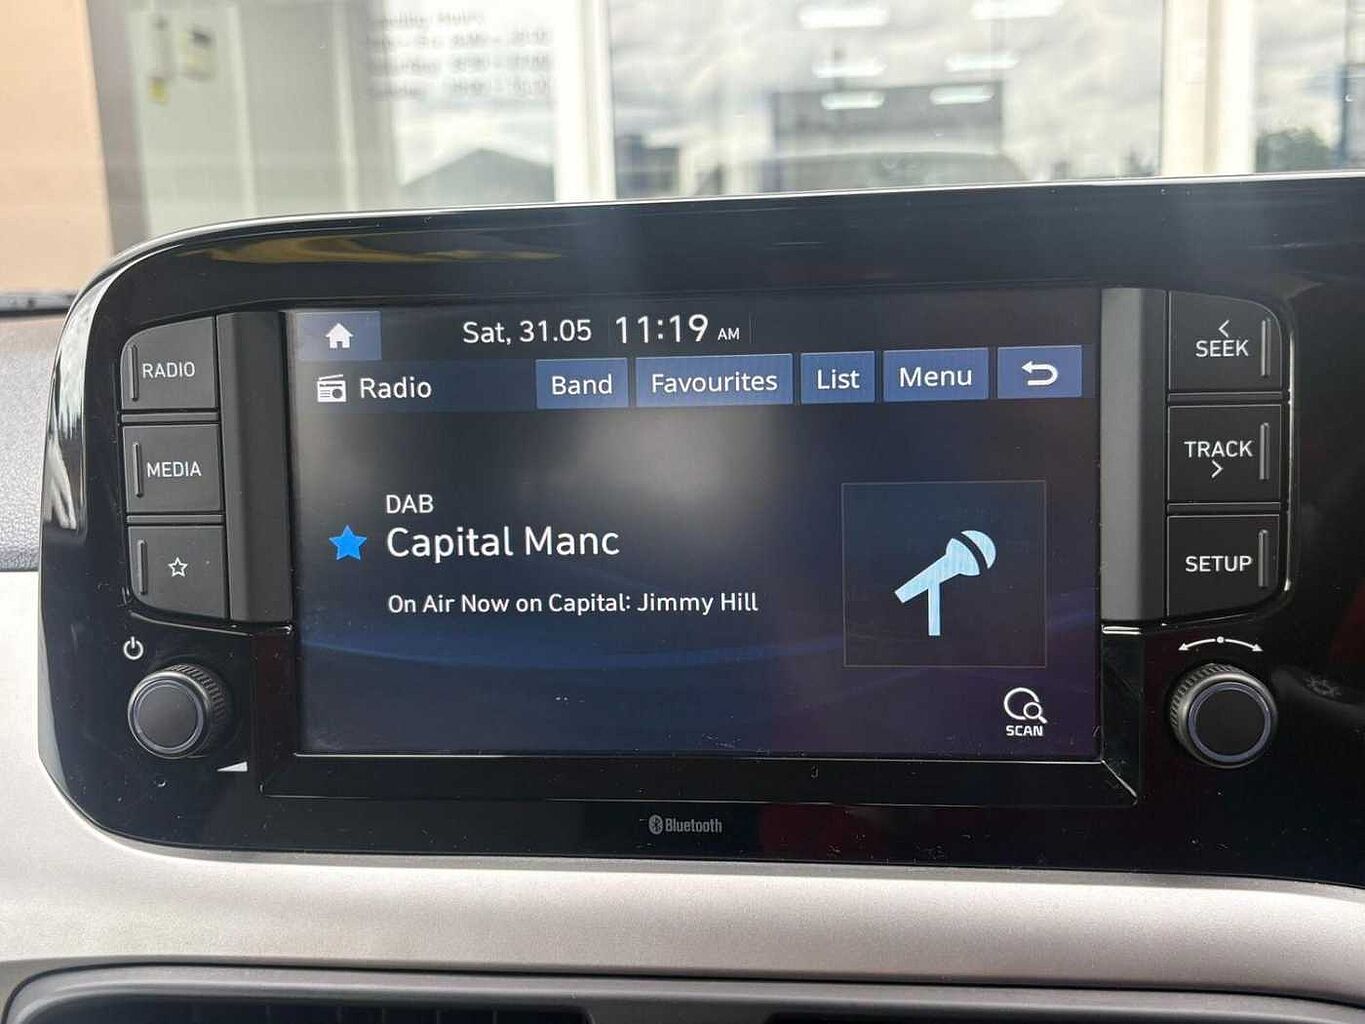 Sat, 31.05 11:19 AM
Radio Band Favourites List Menu
DAB
Capital Manc
On Air Now on Capital: Jimmy Hill
SCAN
RADIO
MEDIA
< SEEK
TRACK >
SETUP
Bluetooth